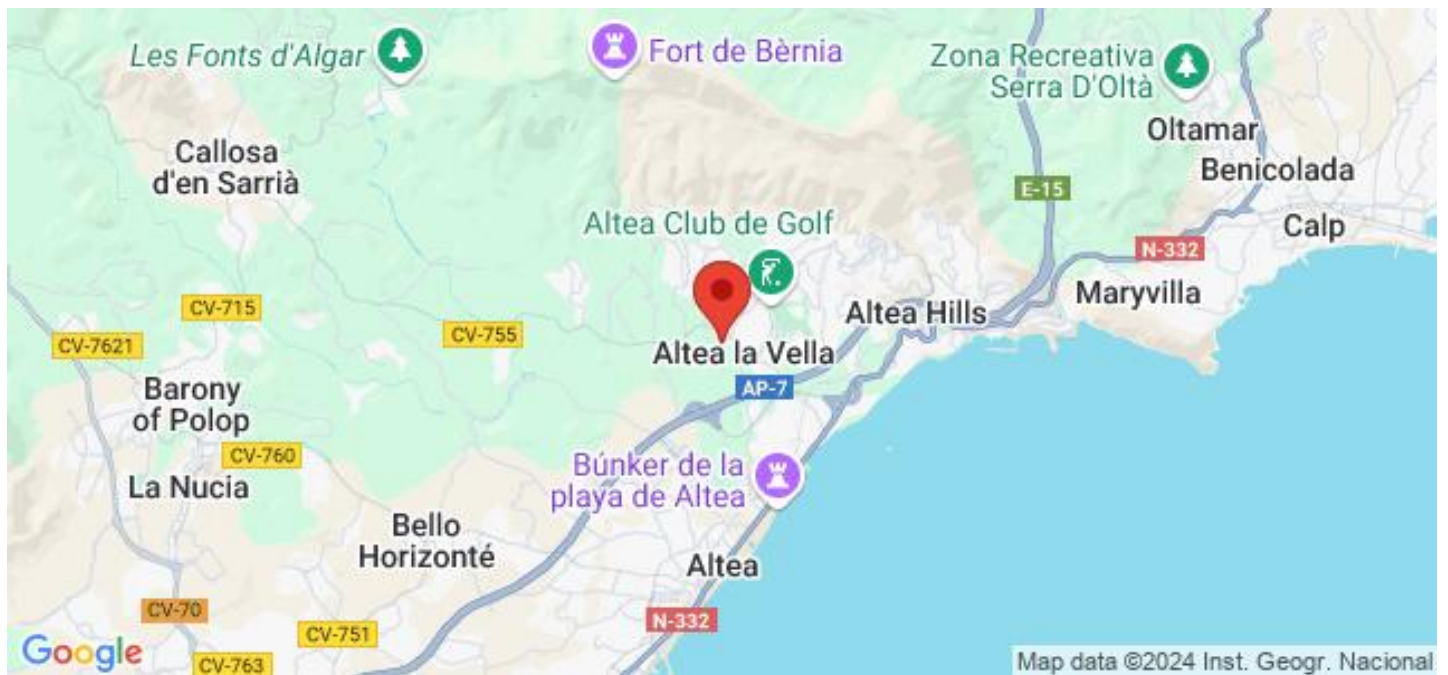 Les Fonts d'Algar
Fort de Bèrnia
Zona Recreativa
Serra D'Oltà
Oltamar
Callosa
d'en Sarrià
Benicolada
E-15
Altea Club de Golf
Calp
N-332
Maryvilla
CV-715
Altea Hills
CV-755
CV-7621
Altea la Vella
AP-7
Barony
of Polop
CV-760
Búnker de la
playa de Altea
La Nucia
Bello
Horizonté
Altea
CV-70
N-332
CV-751
Google
CV-763
Map data ©2024 Inst. Geogr. Nacional